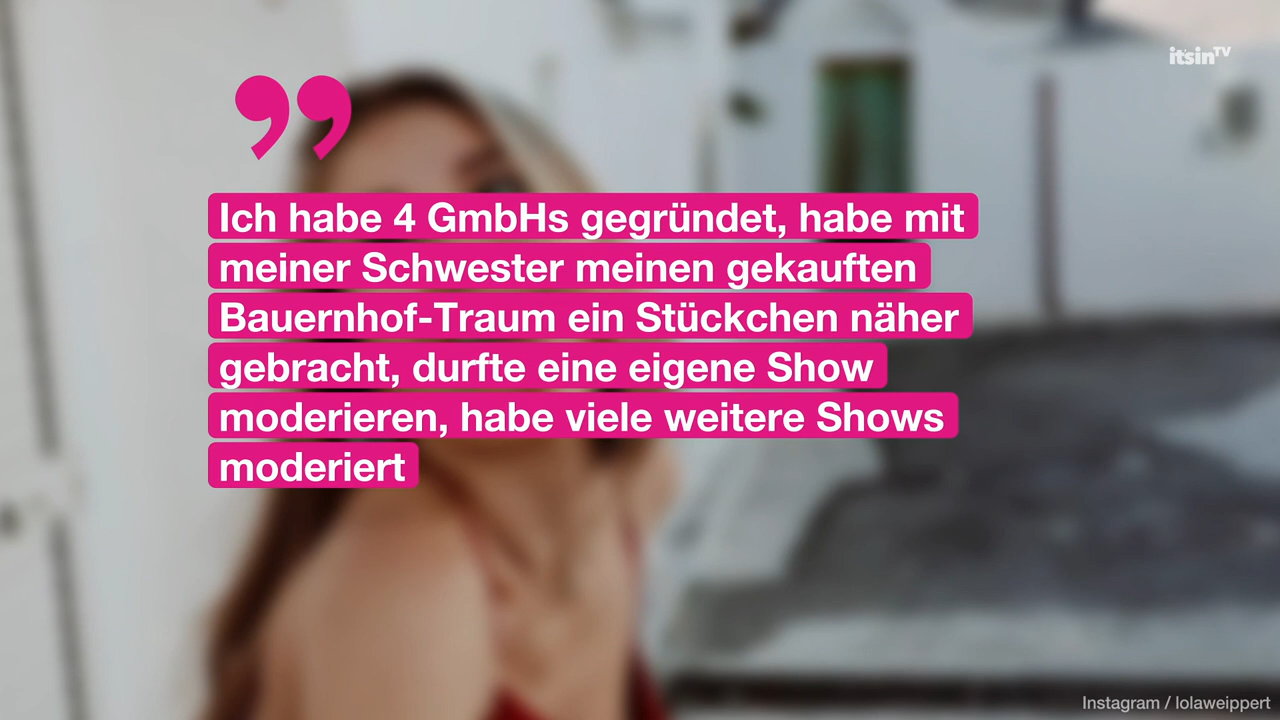 itsinTV
Ich habe 4 GmbHs gegründet, habe mit
meiner Schwester meinen gekauften
Bauernhof-Traum ein Stückchen näher
gebracht, durfte eine eigene Show
moderieren, habe viele weitere Shows
moderiert
Instagram / lolaweippert